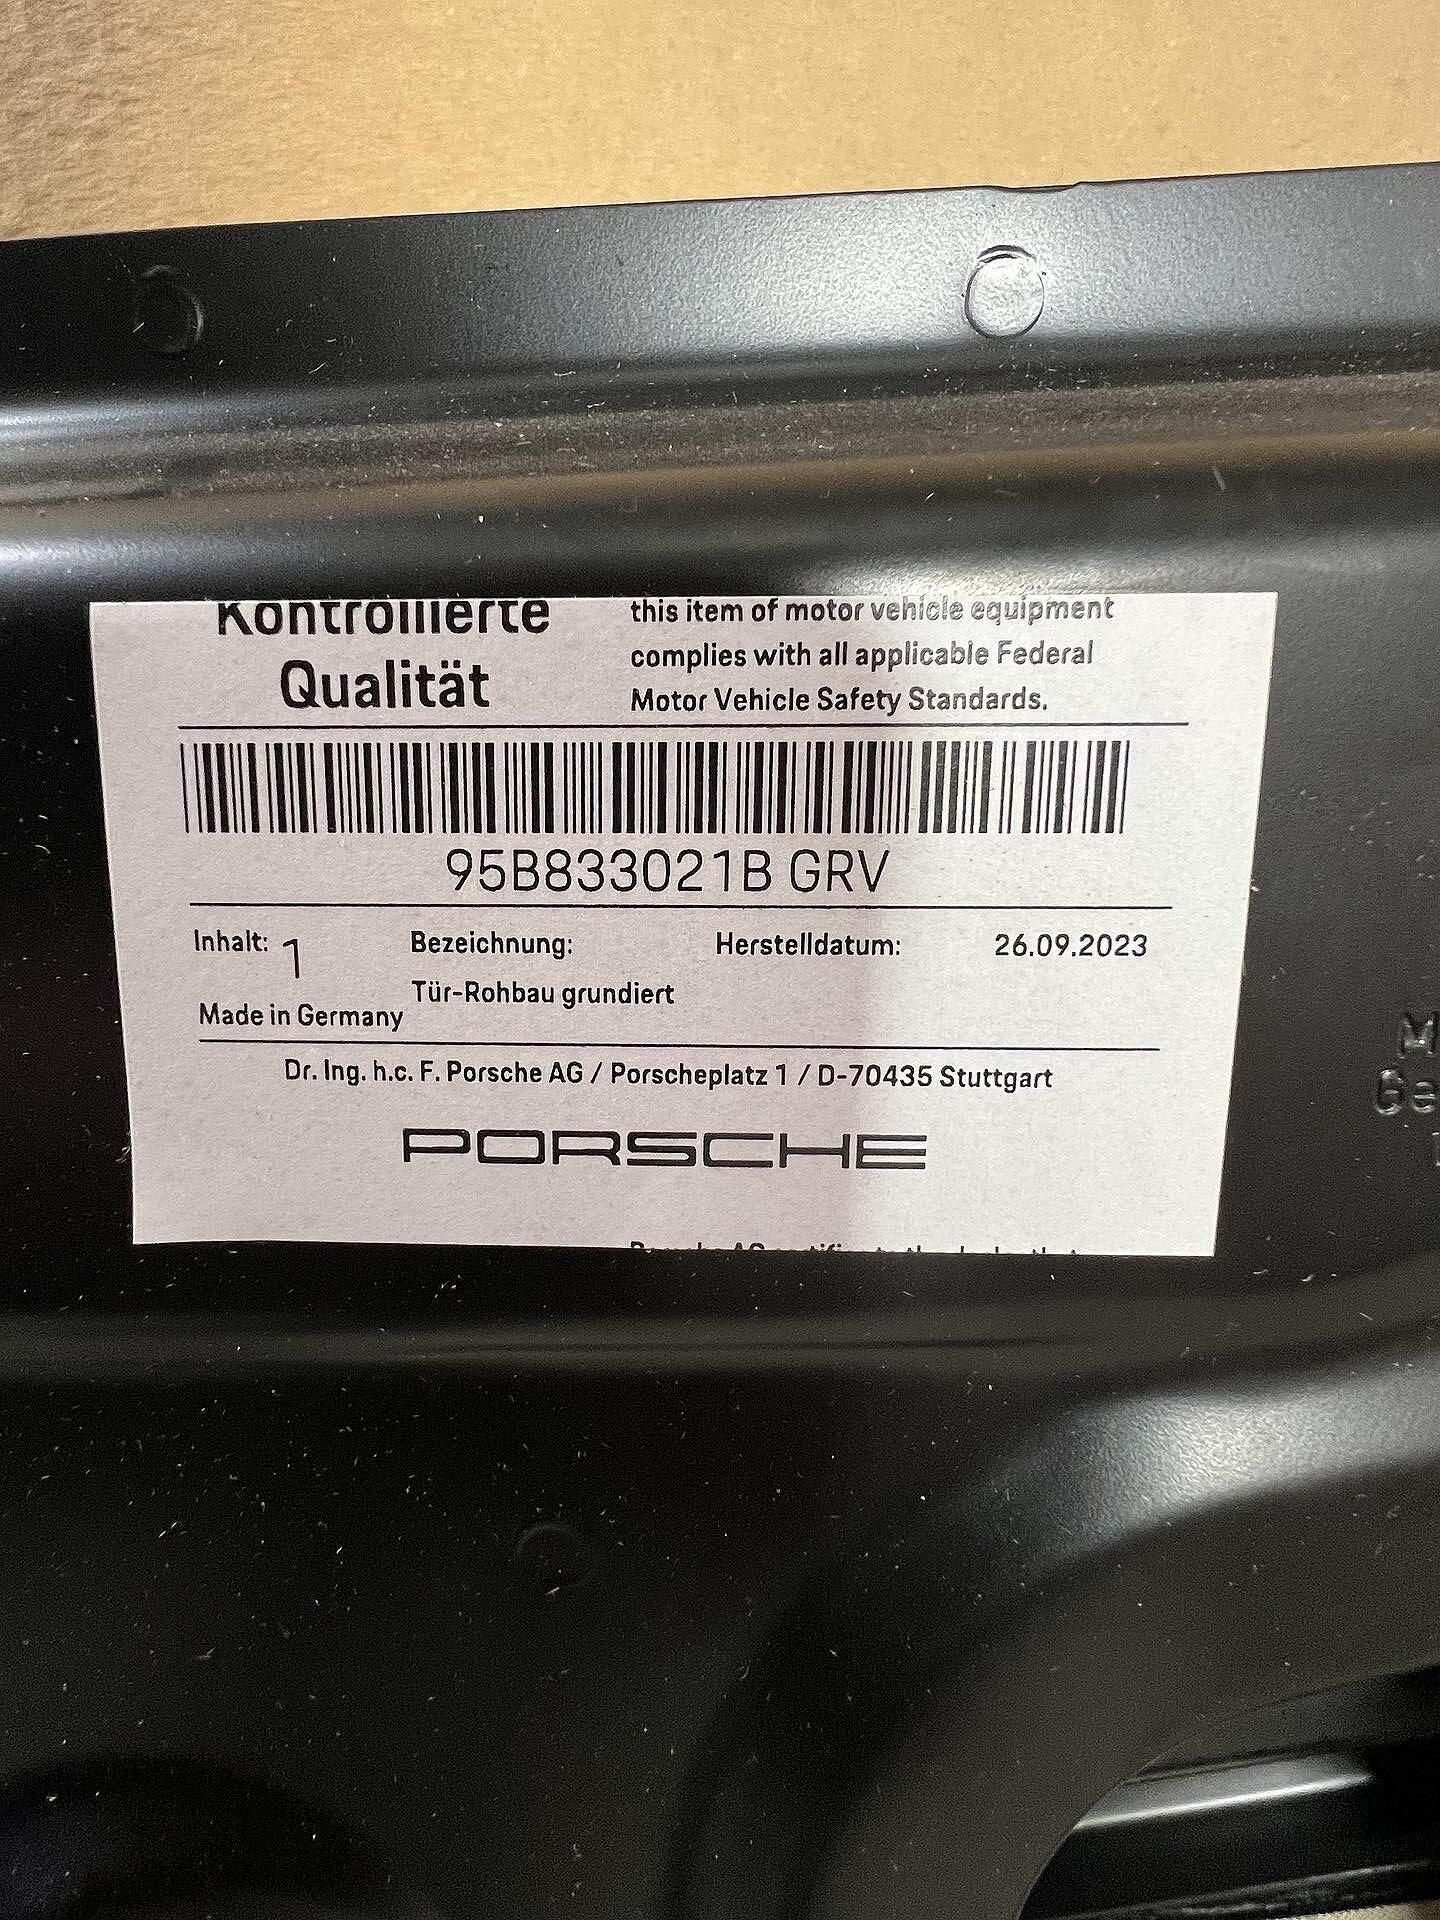 Kontrollierte
Qualität
this item of motor vehicle equipment
complies with all applicable Federal
Motor Vehicle Safety Standards.
95B833021B GRV
Inhalt: 1
Bezeichnung:
Herstelldatum: 26.09.2023
Tür-Rohbau grundiert
Made in Germany
Dr. Ing. h.c. F. Porsche AG / Porscheplatz 1 / D-70435 Stuttgart
PORSCHE